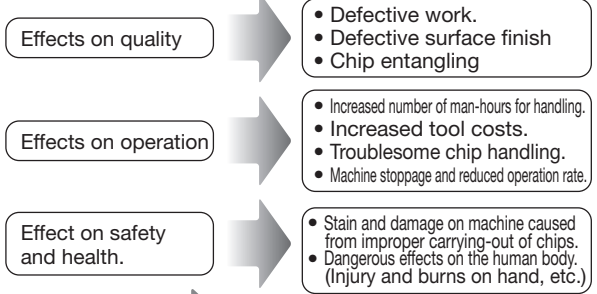 Effects on quality
• Defective work.
• Defective surface finish
• Chip entangling
Effects on operation
• Increased number of man-hours for handling.
• Increased tool costs.
• Troublesome chip handling.
• Machine stoppage and reduced operation rate.
Effect on safety
and health.
• Stain and damage on machine caused
from improper carrying-out of chips.
• Dangerous effects on the human body.
(Injury and burns on hand, etc.)